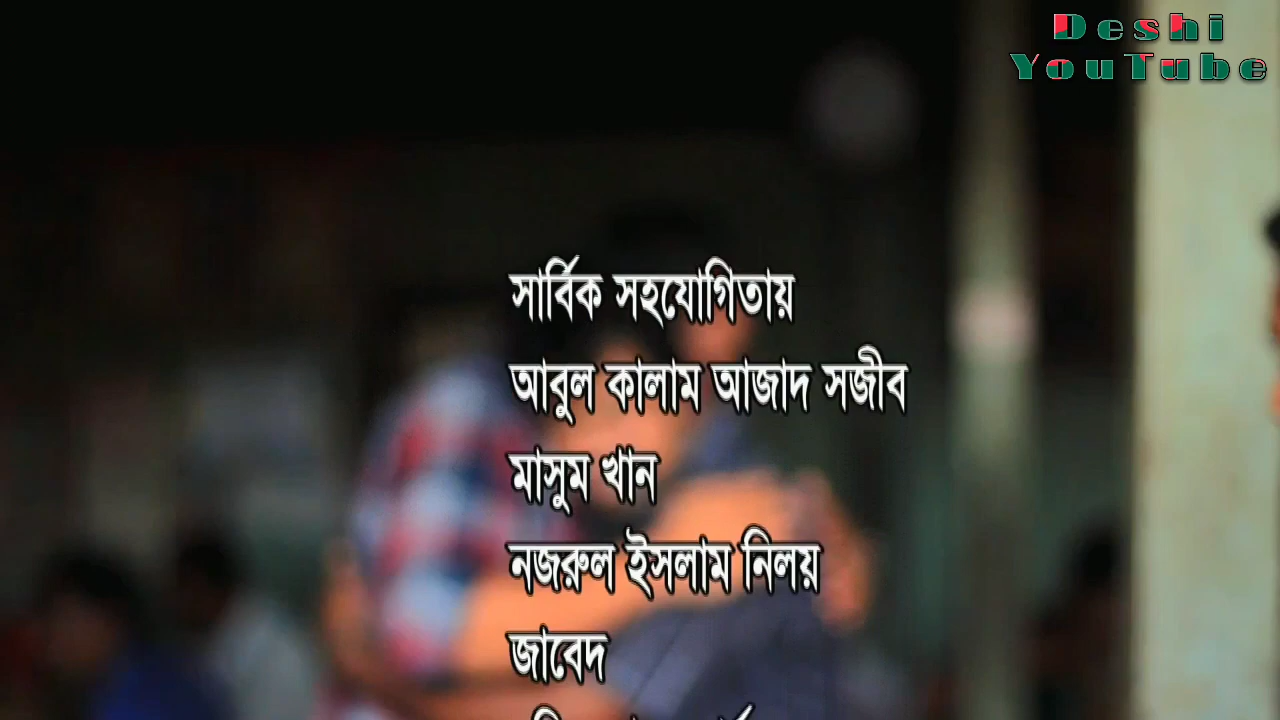 Deshi
YouTube
সার্বিক সহযোগিতায়
আবুল কালাম আজাদ সজীব
মাসুম খান
নজরুল ইসলাম নিলয়
জাবেদ